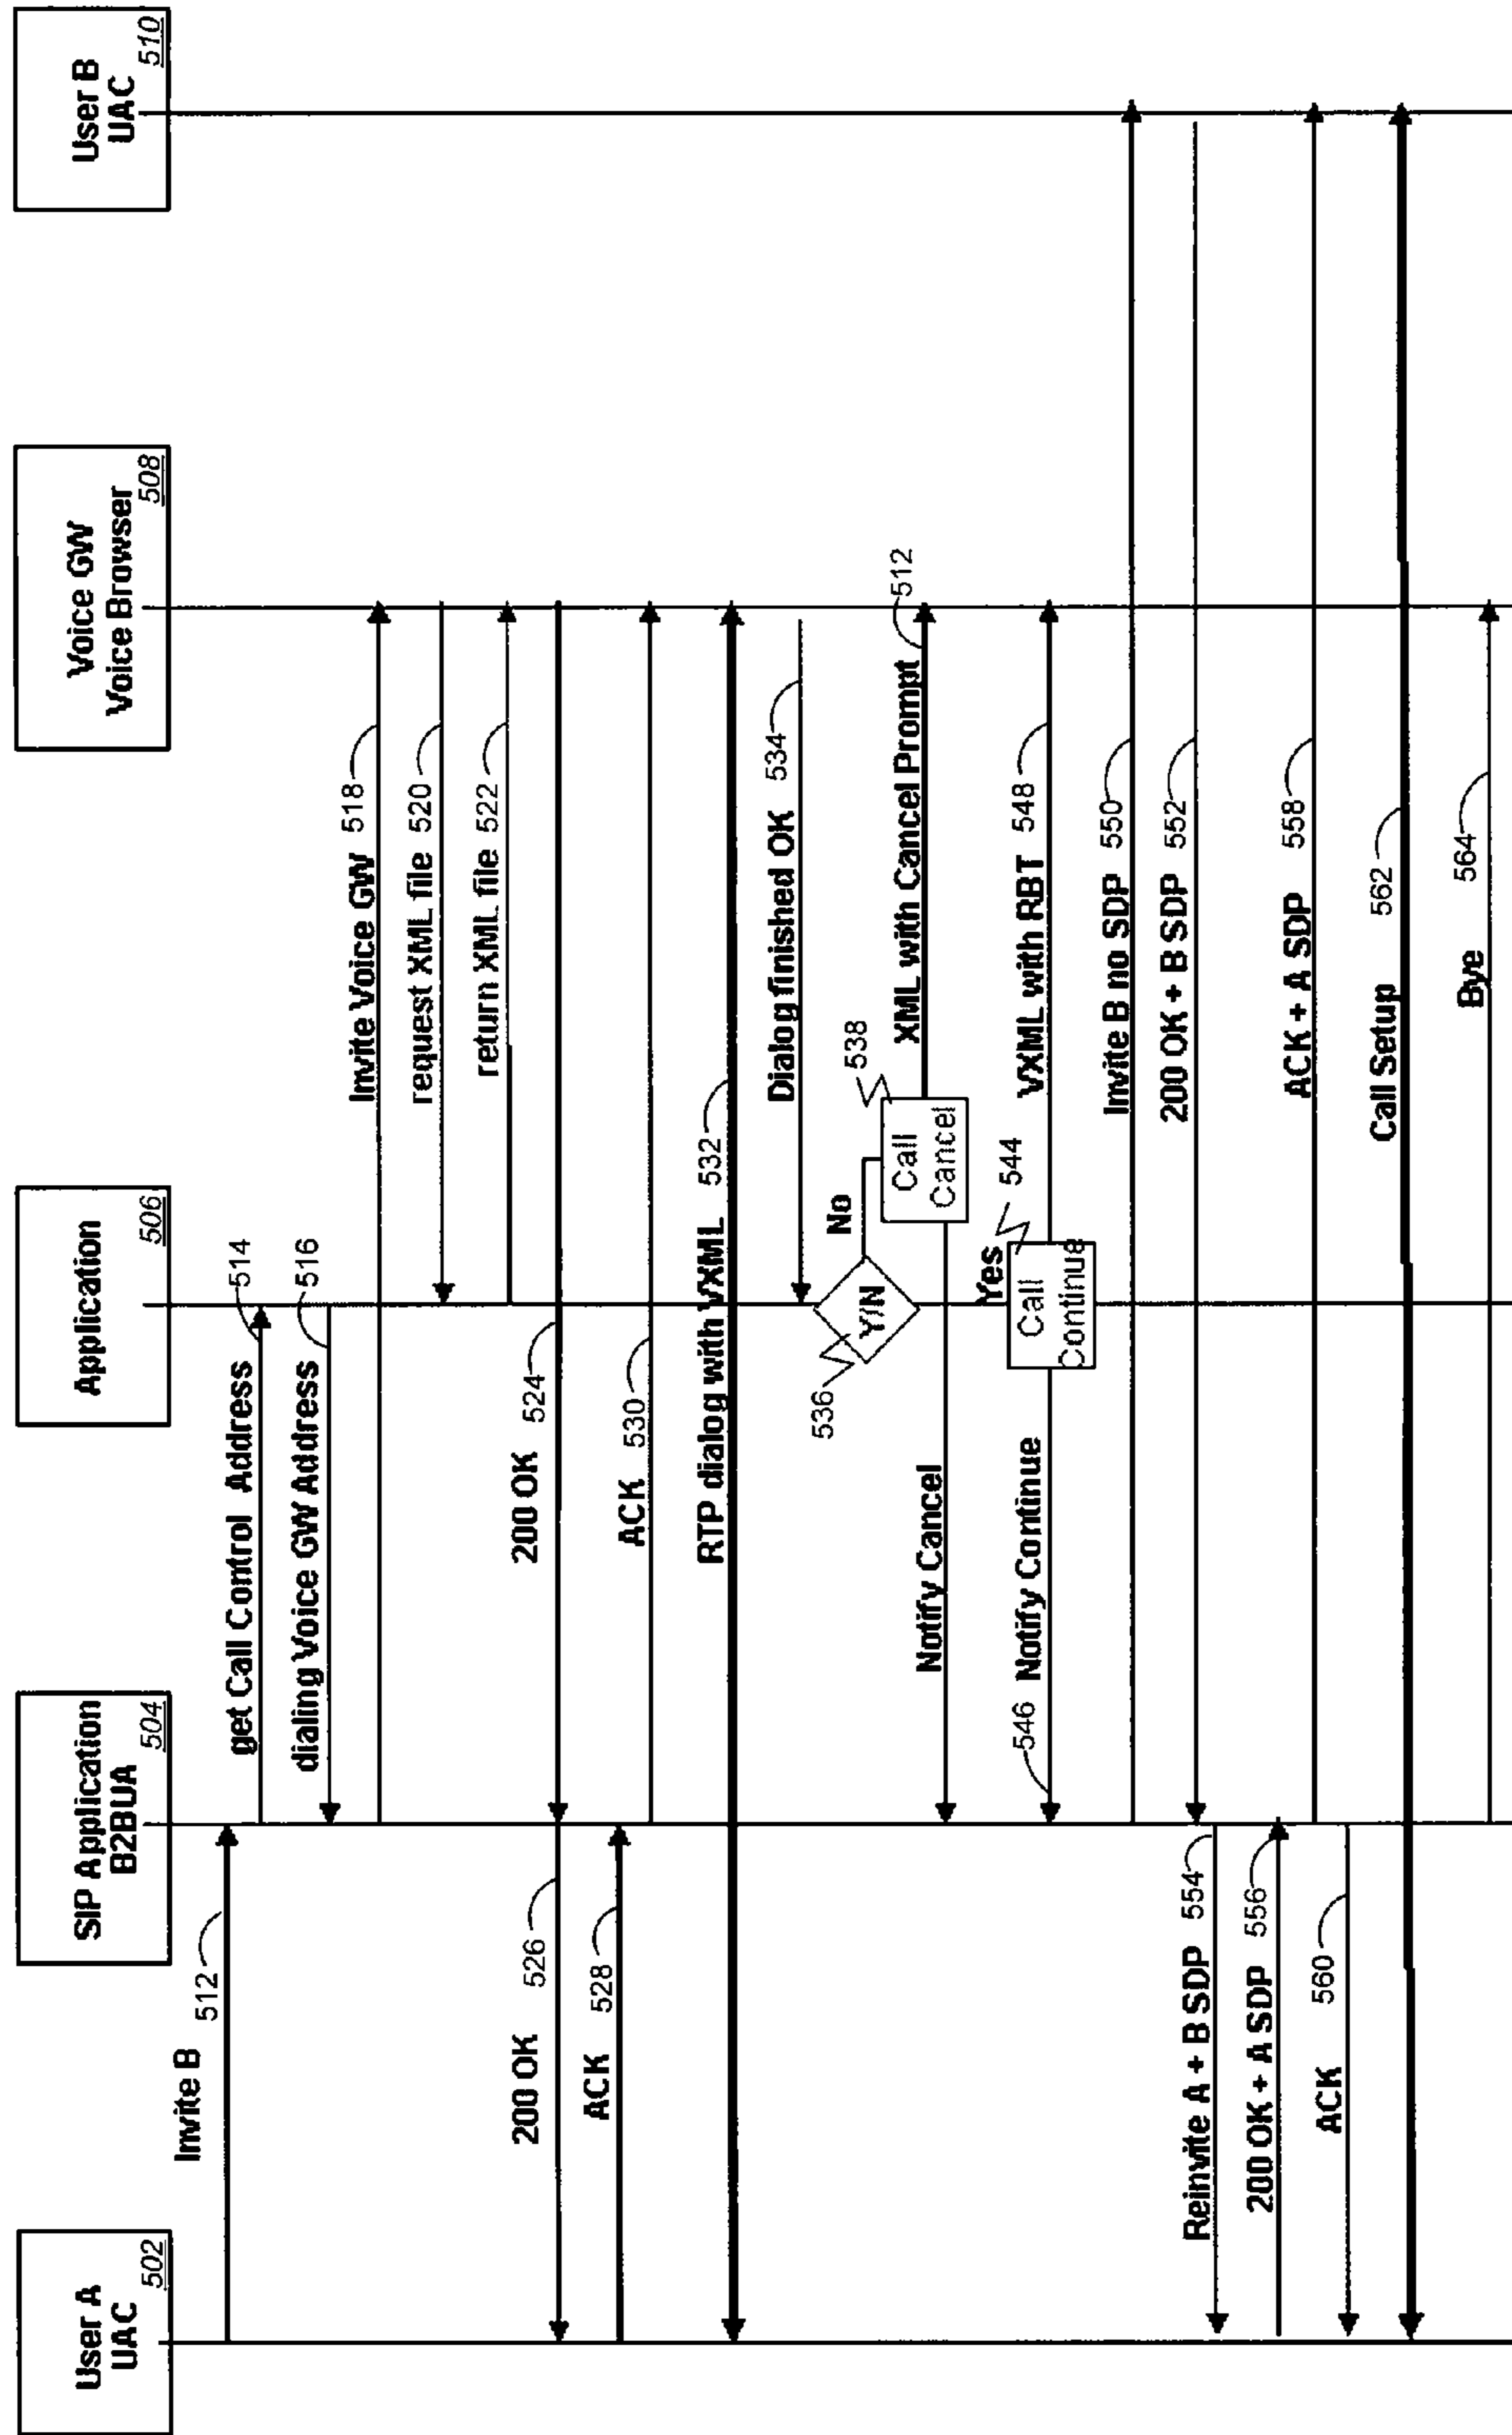 User A
UAC
502
SIP Application
B2BUA
504
Application
506
Voice GW
Voice Browser
508
User B
UAC
510
Invite B
512
get Call Control Address
514
dialing Voice GW Address
516
Invite Voice GW
518
request XML file
520
return XML file
522
200 OK
526
200 OK
524
ACK
528
ACK
530
RTP dialog with VXML
532
Dialog finished OK
534
536
Y/N
No
538
Call
Cancel
Notify Cancel
XML with Cancel Prompt
512
Yes
544
Call
Continue
546
Notify Continue
VXML with RBT
548
Invite B no SDP
550
200 OK + B SDP
552
Reinvite A + B SDP
554
200 OK + A SDP
556
ACK + A SDP
558
ACK
560
Call Setup
562
Bye
564